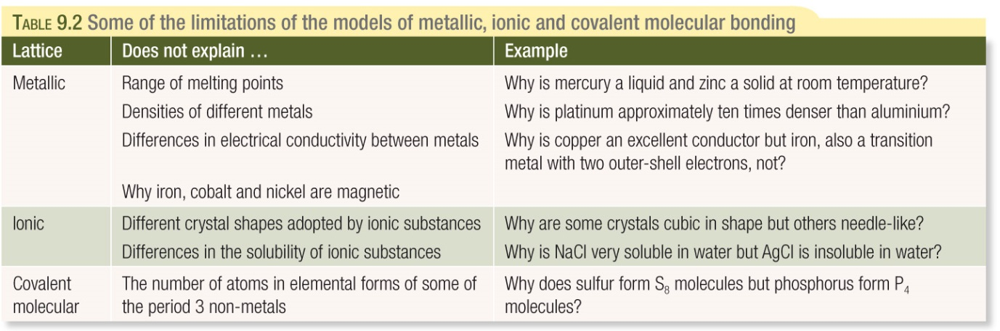 TABLE 9.2 Some of the limitations of the models of metallic, ionic and covalent molecular bonding
Lattice Does not explain … Example
Metallic Range of melting points Why is mercury a liquid and zinc a solid at room temperature?
Densities of different metals Why is platinum approximately ten times denser than aluminium?
Differences in electrical conductivity between metals Why is copper an excellent conductor but iron, also a transition
metal with two outer-shell electrons, not?
Why iron, cobalt and nickel are magnetic
Ionic Different crystal shapes adopted by ionic substances Why are some crystals cubic in shape but others needle-like?
Differences in the solubility of ionic substances Why is NaCl very soluble in water but AgCl is insoluble in water?
Covalent The number of atoms in elemental forms of some of Why does sulfur form S₈ molecules but phosphorus form P₄
molecular the period 3 non-metals molecules?